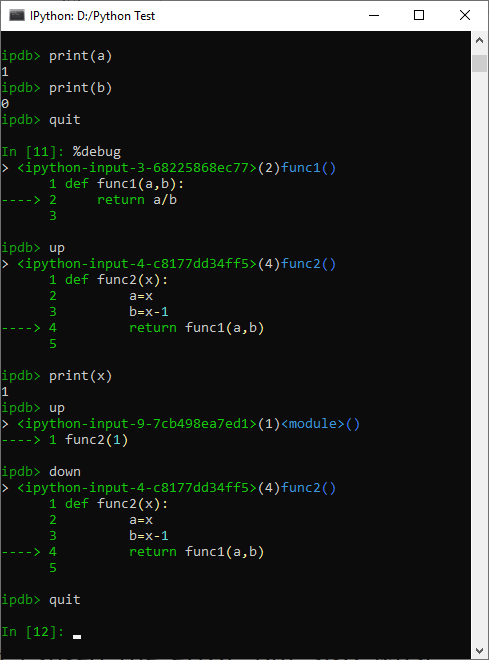 IPython: D:/Python Test
ipdb> print(a)
1
ipdb> print(b)
0
ipdb> quit
In [11]: %debug
> <ipython-input-3-68225868ec77>(2)func1()
1 def func1(a,b):
----> 2 return a/b
3
ipdb> up
> <ipython-input-4-c8177dd34ff5>(4)func2()
1 def func2(x):
2 a=x
3 b=x-1
----> 4 return func1(a,b)
5
ipdb> print(x)
1
ipdb> up
> <ipython-input-9-7cb498ea7ed1>(1)<module>()
----> 1 func2(1)
ipdb> down
> <ipython-input-4-c8177dd34ff5>(4)func2()
1 def func2(x):
2 a=x
3 b=x-1
----> 4 return func1(a,b)
5
ipdb> quit
In [12]: